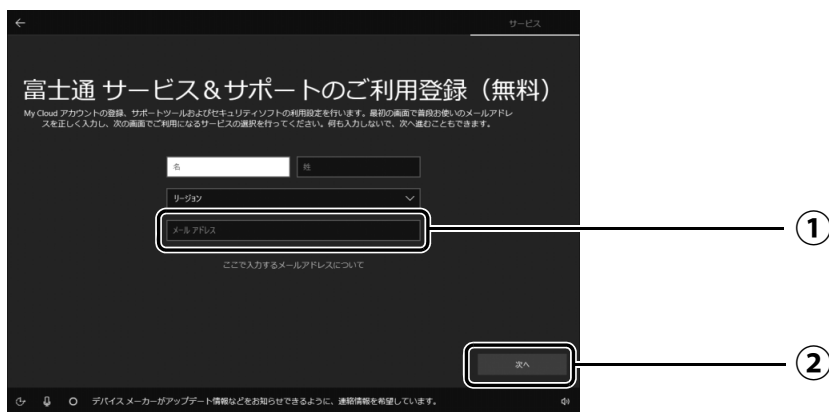 サービス
富士通 サービス&サポートのご利用登録(無料)
My Cloud アカウントの登録、サポートツールおよびセキュリティソフトの利用設定を行います。最初の画面で普段お使いのメールアドレ
スを正しく入力し、次の画面でご利用になるサービスの選択を行ってください。何も入力しないで、次へ進むこともできます。
名 姓
リージョン
メール アドレス
①
ここで入力するメールアドレスについて
次へ
②
デバイス メーカーがアップデート情報などをお知らせできるように、連絡情報を希望しています。